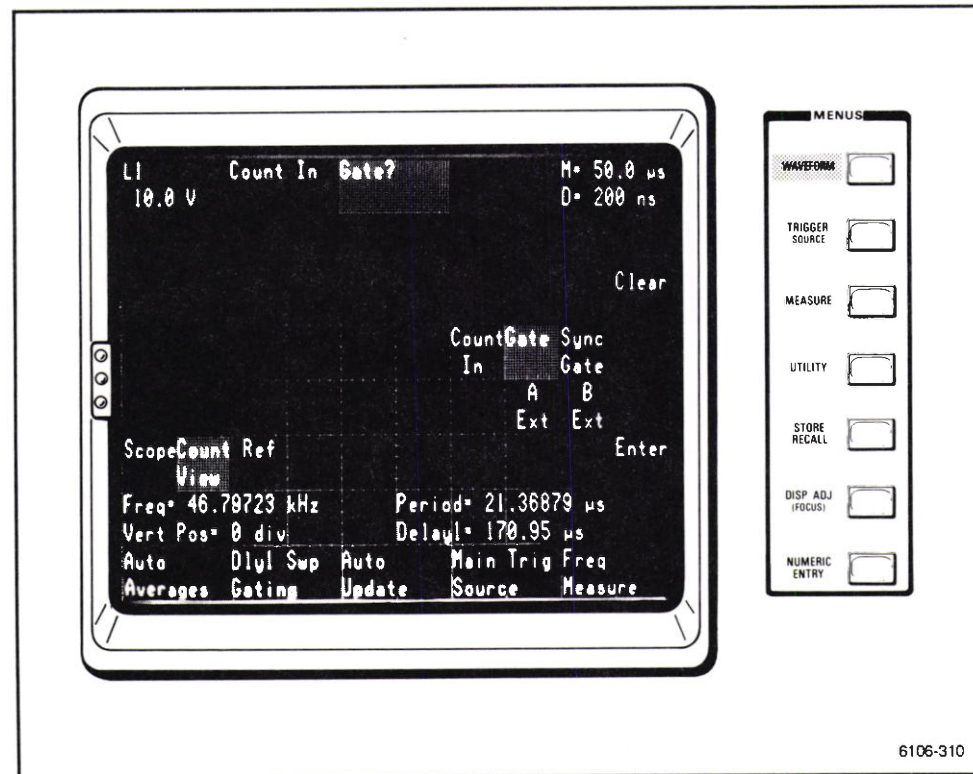 L1 Count In Gate? M= 50.0 µs
10.0 V D= 200 ns
Clear
Count Gate Sync
In Gate
A B
Ext Ext
Scope Count Ref Enter
View
Freq= 46.79723 kHz Period= 21.36879 µs
Vert Pos= 0 div Delay1= 170.95 µs
Auto Dly1 Swp Auto Main Trig Freq
Averages Gating Update Source Measure
MENUS
WAVEFORM
TRIGGER
SOURCE
MEASURE
UTILITY
STORE
RECALL
DISP ADJ
(FOCUS)
NUMERIC
ENTRY
6106-310